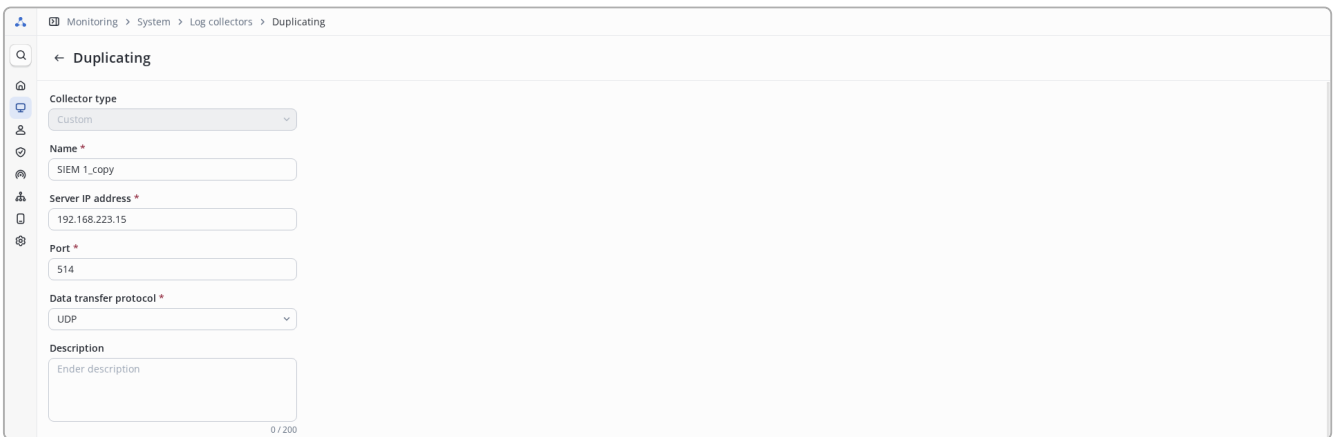 Monitoring > System > Log collectors > Duplicating
← Duplicating
Collector type
Custom
Name *
SIEM 1_copy
Server IP address *
192.168.223.15
Port *
514
Data transfer protocol *
UDP
Description
Ender description
0 / 200